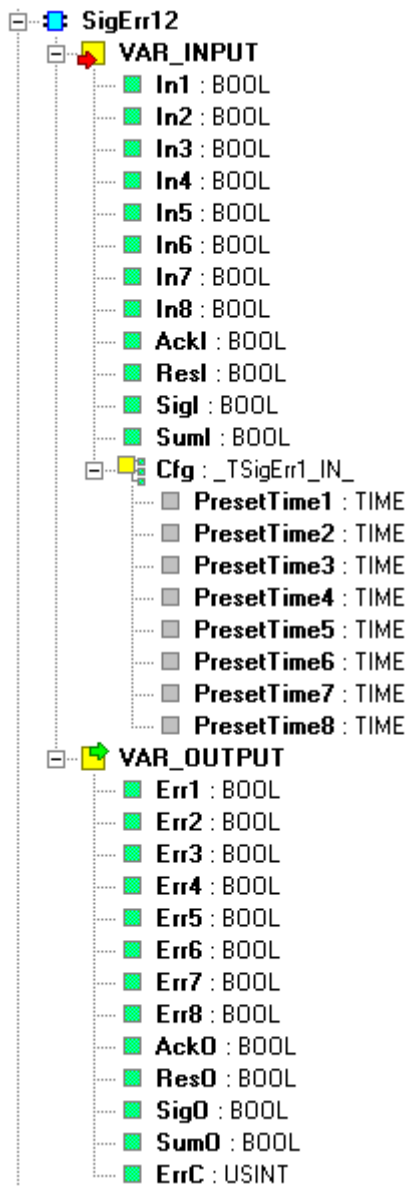 SigErr12
VAR_INPUT
In1 : BOOL
In2 : BOOL
In3 : BOOL
In4 : BOOL
In5 : BOOL
In6 : BOOL
In7 : BOOL
In8 : BOOL
AckI : BOOL
ResI : BOOL
SigI : BOOL
SumI : BOOL
Cfg : _TSigErr1_IN_
PresetTime1 : TIME
PresetTime2 : TIME
PresetTime3 : TIME
PresetTime4 : TIME
PresetTime5 : TIME
PresetTime6 : TIME
PresetTime7 : TIME
PresetTime8 : TIME
VAR_OUTPUT
Err1 : BOOL
Err2 : BOOL
Err3 : BOOL
Err4 : BOOL
Err5 : BOOL
Err6 : BOOL
Err7 : BOOL
Err8 : BOOL
AckO : BOOL
ResO : BOOL
SigO : BOOL
SumO : BOOL
ErrC : USINT